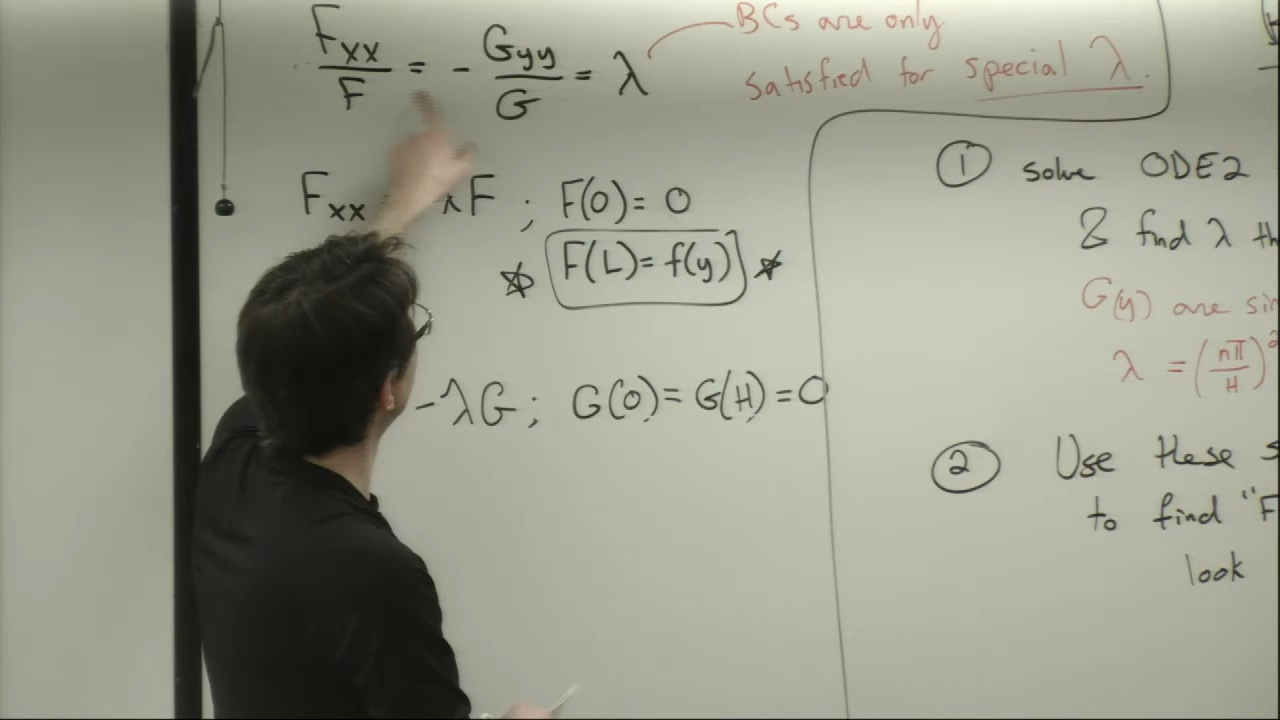 Fxx/F = - Gyy/G = λ
BCs are only
satisfied for special λ.
Fxx λF ; F(0) = 0
* F(L) = f(y) *
-λG ; G(0) = G(H) = 0
① solve ODE2
& find λ th
G(y) are sin
λ = (nπ/H)²
② Use these s
to find "F
look